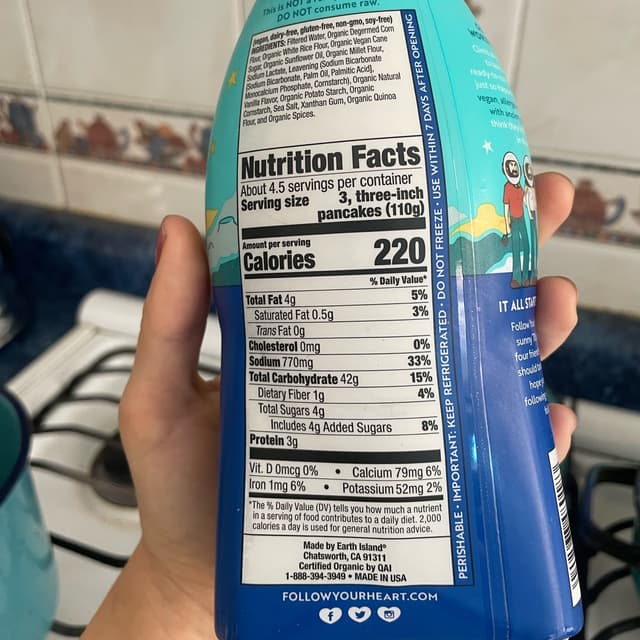 This is NOT
DO NOT consume raw.
(vegan, dairy-free, gluten-free, non-gmo, soy-free)
INGREDIENTS: Filtered Water, Organic Degermed Corn
Organic White Rice Flour, Organic Vegan Cane
Sugar, Organic Sunflower Oil, Organic Millet Flour,
Sodium Lactate, Leavening (Sodium Bicarbonate
(Sodium Bicarbonate, Palm Oil, Palmitic Acid),
Monocalcium Phosphate, Cornstarch), Organic Natural
Vanilla Flavor, Organic Potato Starch, Organic
Cornstarch, Sea Salt, Xanthan Gum, Organic Quinoa
Flour, and Organic Spices.
Nutrition Facts
About 4.5 servings per container
Serving size 3, three-inch
pancakes (110g)
Amount per serving
Calories 220
% Daily Value*
Total Fat 4g 5%
Saturated Fat 0.5g 3%
Trans Fat 0g
Cholesterol 0mg 0%
Sodium 770mg 33%
Total Carbohydrate 42g 15%
Dietary Fiber 1g 4%
Total Sugars 4g
Includes 4g Added Sugars 8%
Protein 3g
Vit. D 0mcg 0% • Calcium 79mg 6%
Iron 1mg 6% • Potassium 52mg 2%
*The % Daily Value (DV) tells you how much a nutrient
in a serving of food contributes to a daily diet. 2,000
calories a day is used for general nutrition advice.
Made by Earth Island®
Chatsworth, CA 91311
Certified Organic by QAI
1-888-394-3949 • MADE IN USA
FOLLOWYOURHEART.COM
PERISHABLE • IMPORTANT: KEEP REFRIGERATED • DO NOT FREEZE • USE WITHIN 7 DAYS AFTER OPENING
ready-to-
just so
vegan,
with
think
IT ALL
Follow
sunny
four
should
following